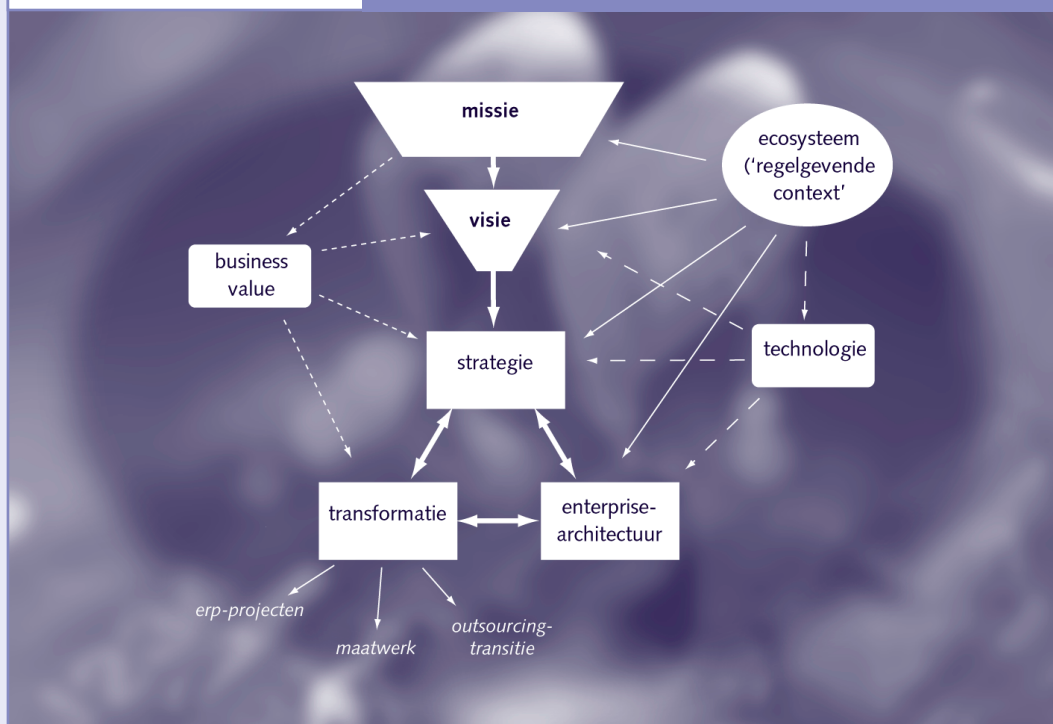 missie
ecosysteem
('regelgevende
context'
visie
business
value
technologie
strategie
transformatie
enterprise-
architectuur
erp-projecten
maatwerk
outsourcing-
transitie